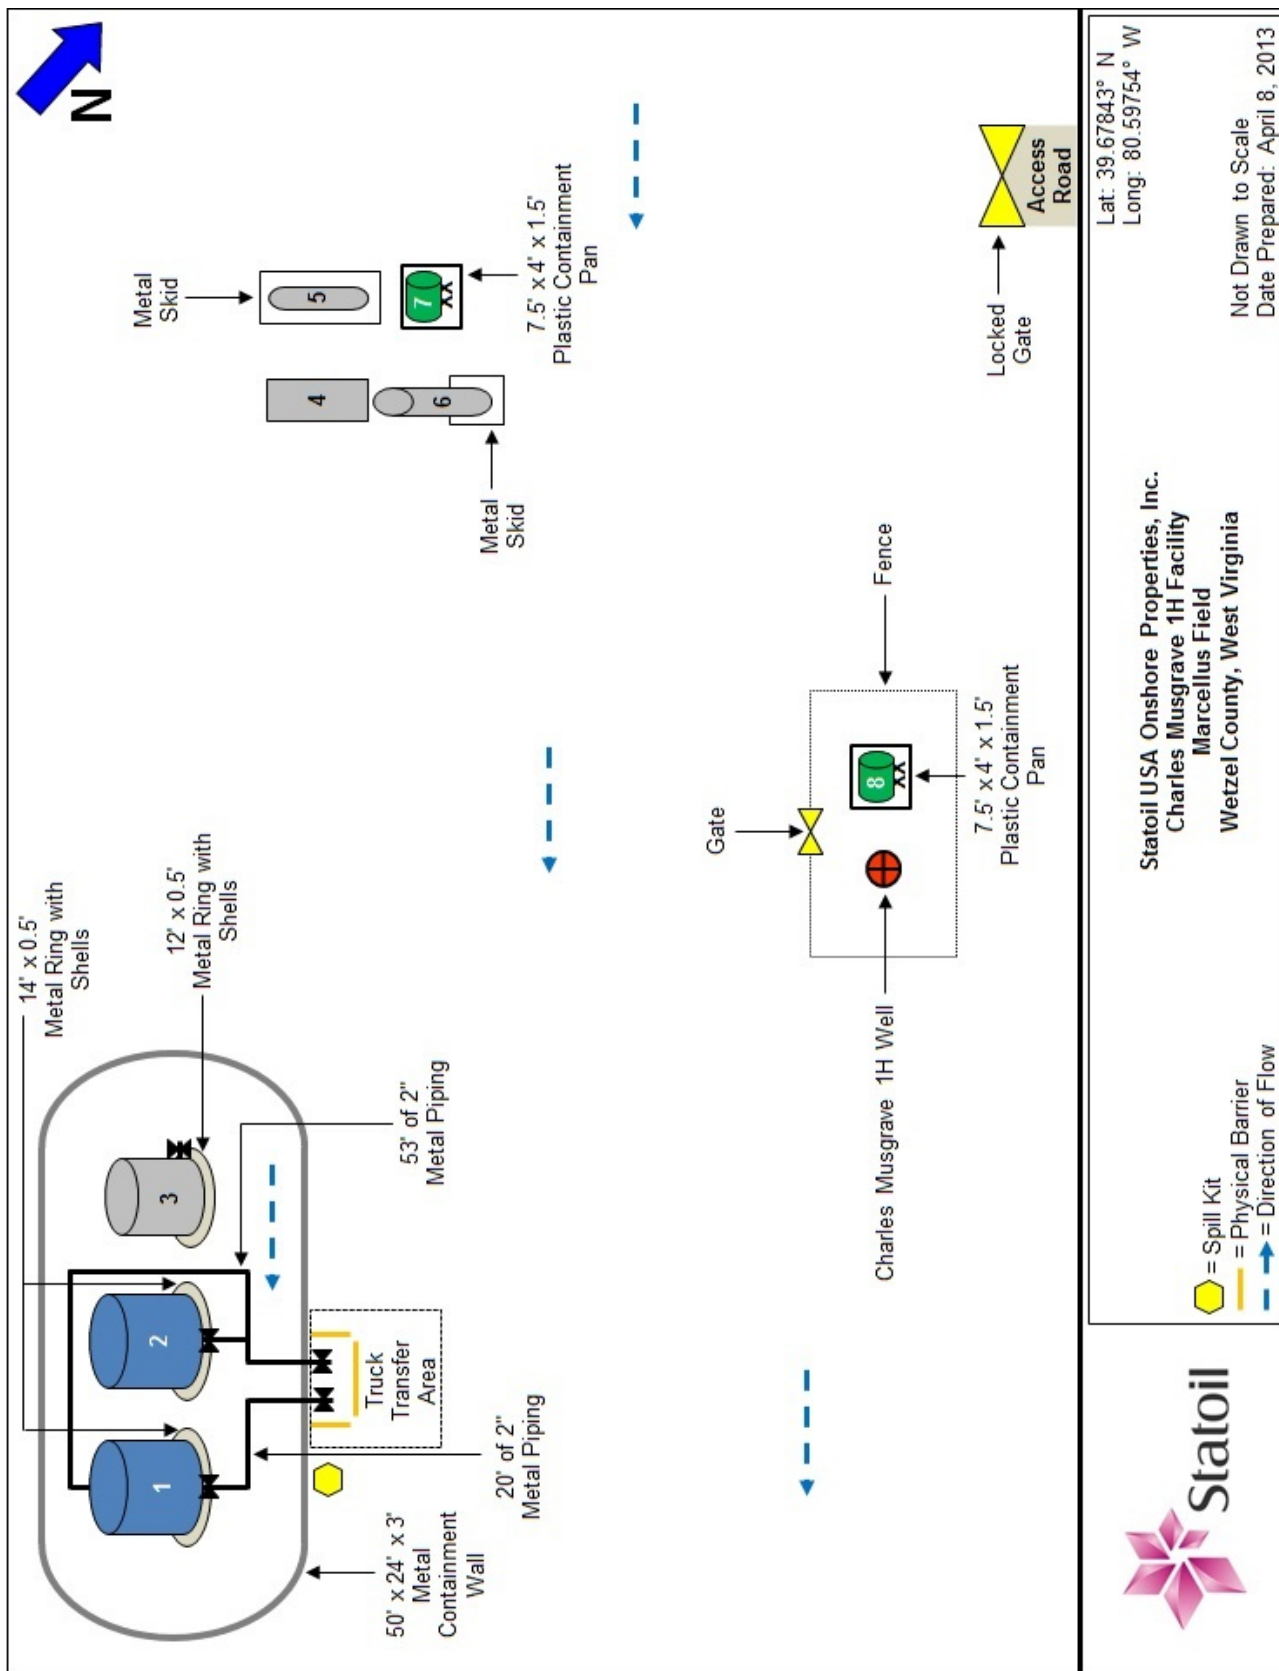 N
14' x 0.5'
Metal Ring with
Shells
12' x 0.5'
Metal Ring with
Shells
Metal
Skid
1
2
3
4
5
6
7
XX
7.5' x 4' x 1.5'
Plastic Containment
Pan
Metal
Skid
53' of 2"
Metal Piping
Truck
Transfer
Area
20' of 2"
Metal Piping
50' x 24' x 3'
Metal
Containment
Wall
Gate
Fence
8
XX
7.5' x 4' x 1.5'
Plastic Containment
Pan
Charles Musgrave 1H Well
Locked
Gate
Access
Road
Statoil
= Spill Kit
= Physical Barrier
= Direction of Flow
Statoil USA Onshore Properties, Inc.
Charles Musgrave 1H Facility
Marcellus Field
Wetzel County, West Virginia
Lat: 39.67843° N
Long: 80.59754° W
Not Drawn to Scale
Date Prepared: April 8, 2013